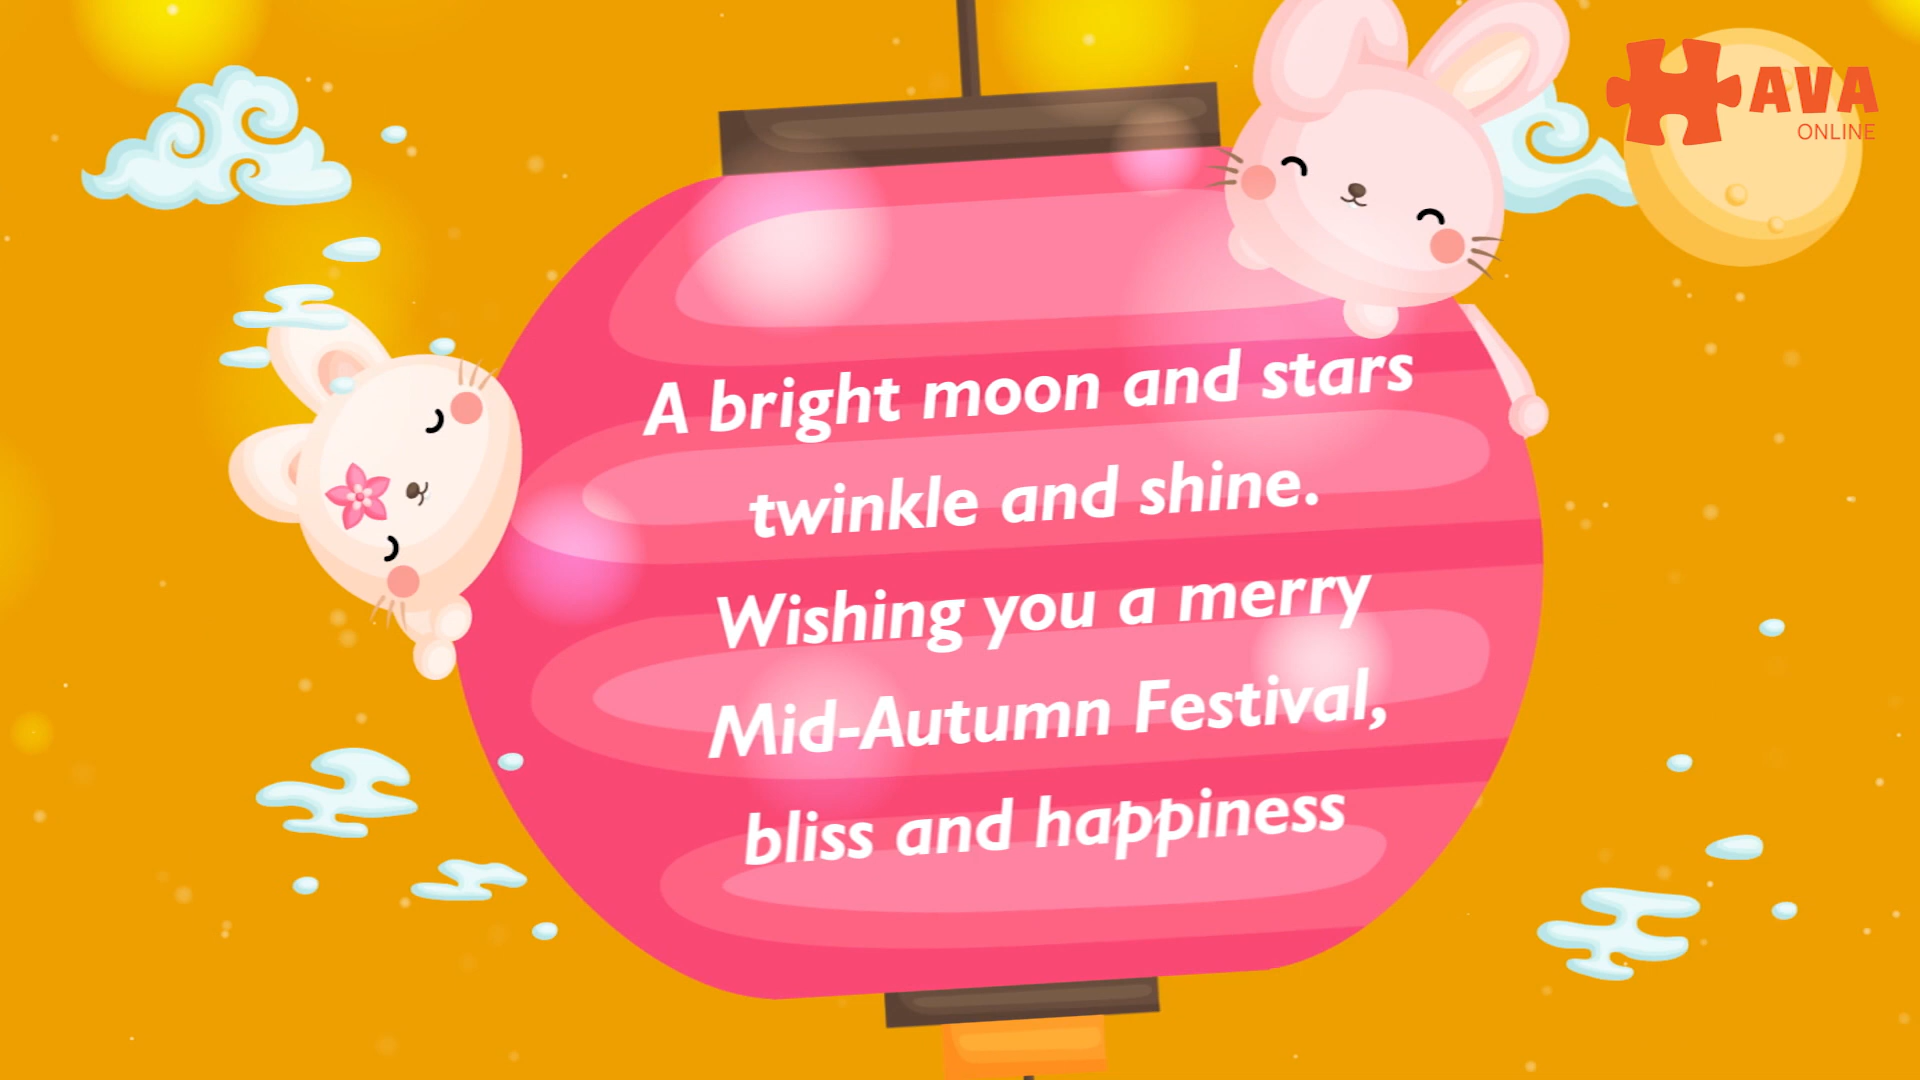 AVA
ONLINE
A bright moon and stars
twinkle and shine.
Wishing you a merry
Mid-Autumn Festival,
bliss and happiness